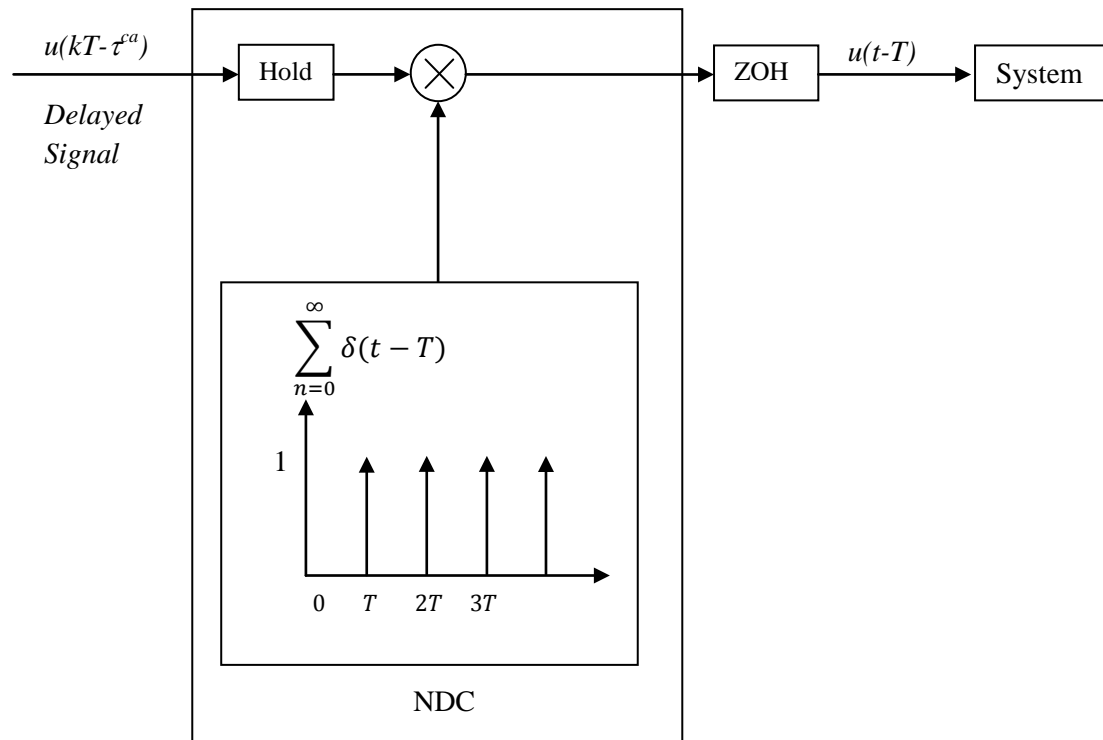 u(kT-τ^ca)
Hold
ZOH
u(t-T)
System
Delayed
Signal
∞
∑ δ(t − T)
n=0
1
0 T 2T 3T
NDC